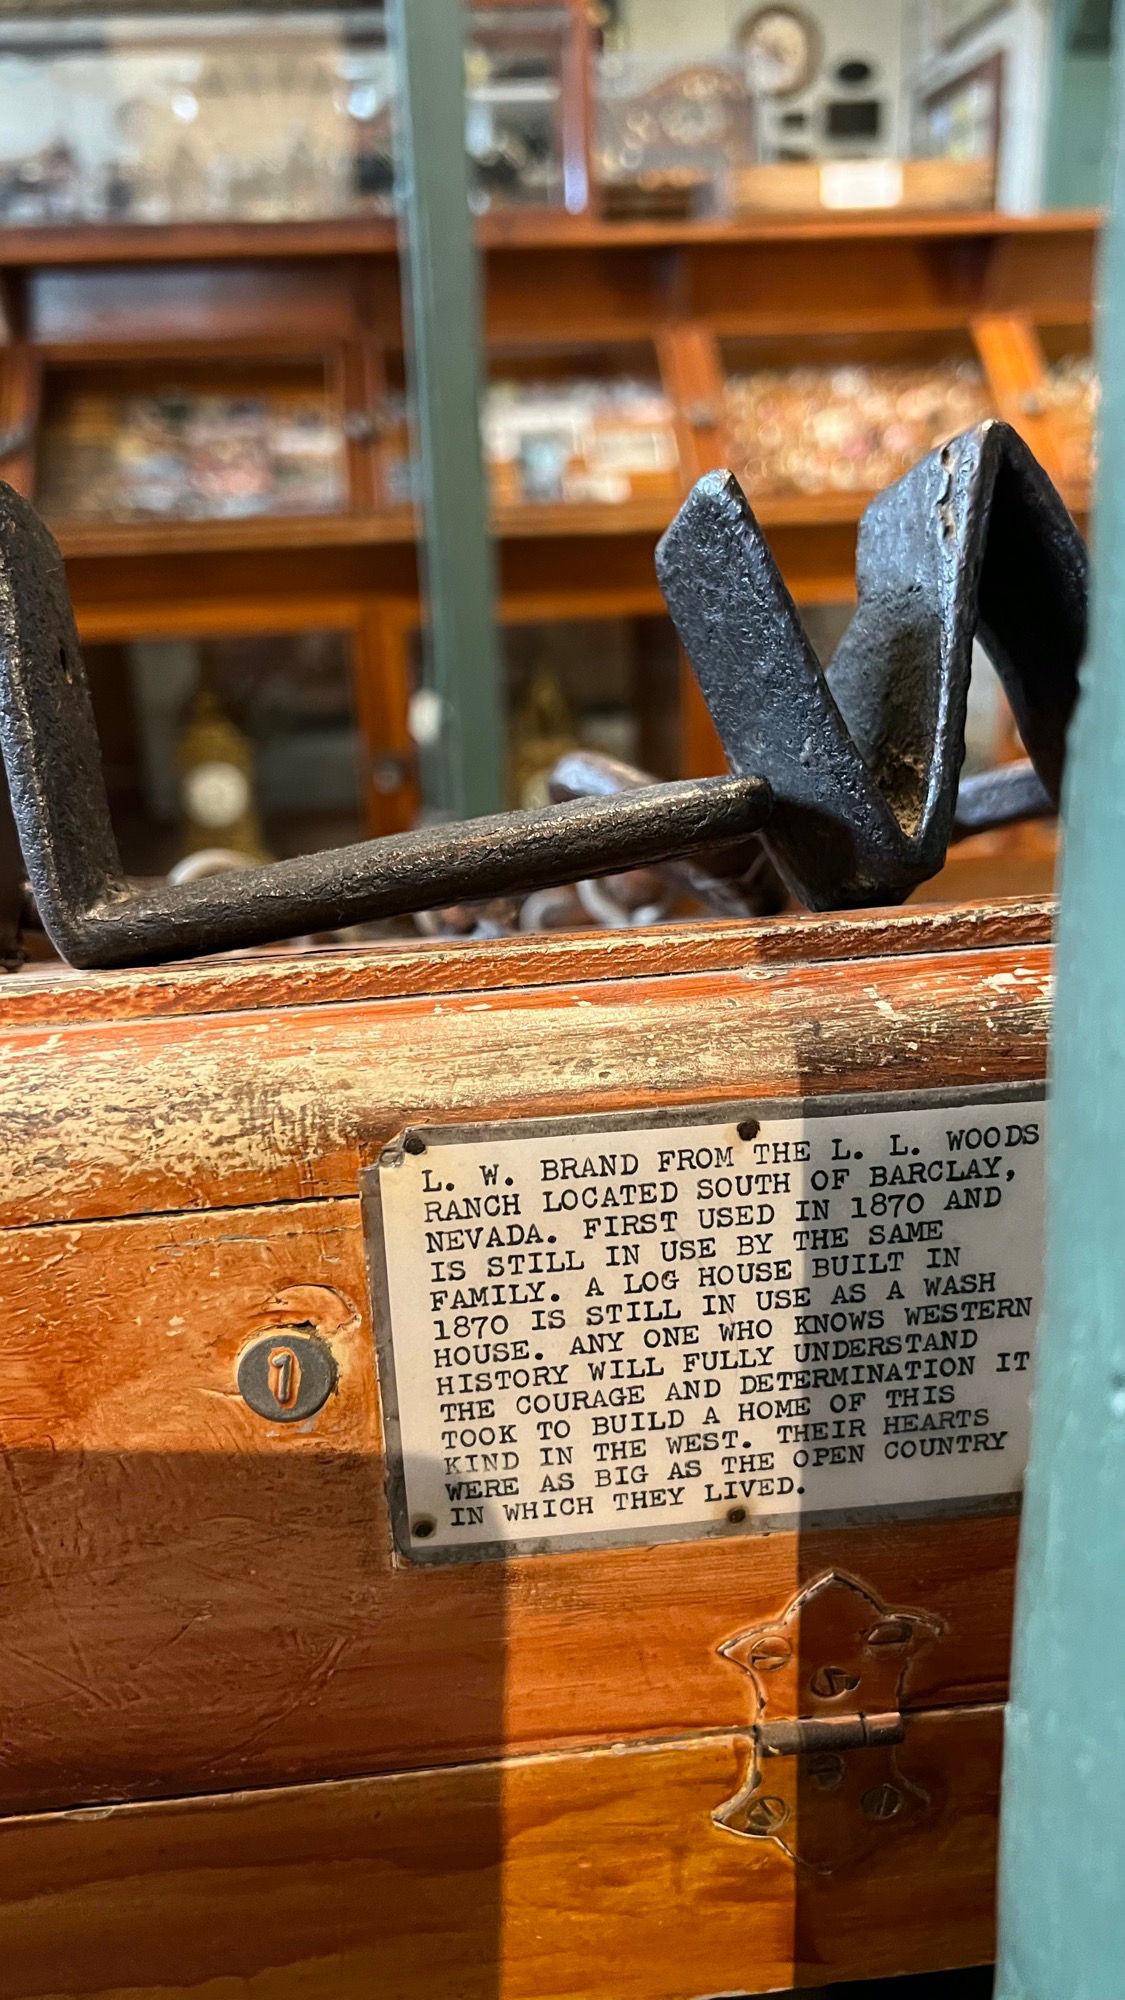 L. W. BRAND FROM THE L. L. WOODS
RANCH LOCATED SOUTH OF BARCLAY,
NEVADA. FIRST USED IN 1870 AND
IS STILL IN USE BY THE SAME
FAMILY. A LOG HOUSE BUILT IN
1870 IS STILL IN USE AS A WASH
HOUSE. ANY ONE WHO KNOWS WESTERN
HISTORY WILL FULLY UNDERSTAND
THE COURAGE AND DETERMINATION IT
TOOK TO BUILD A HOME OF THIS
KIND IN THE WEST. THEIR HEARTS
WERE AS BIG AS THE OPEN COUNTRY
IN WHICH THEY LIVED.